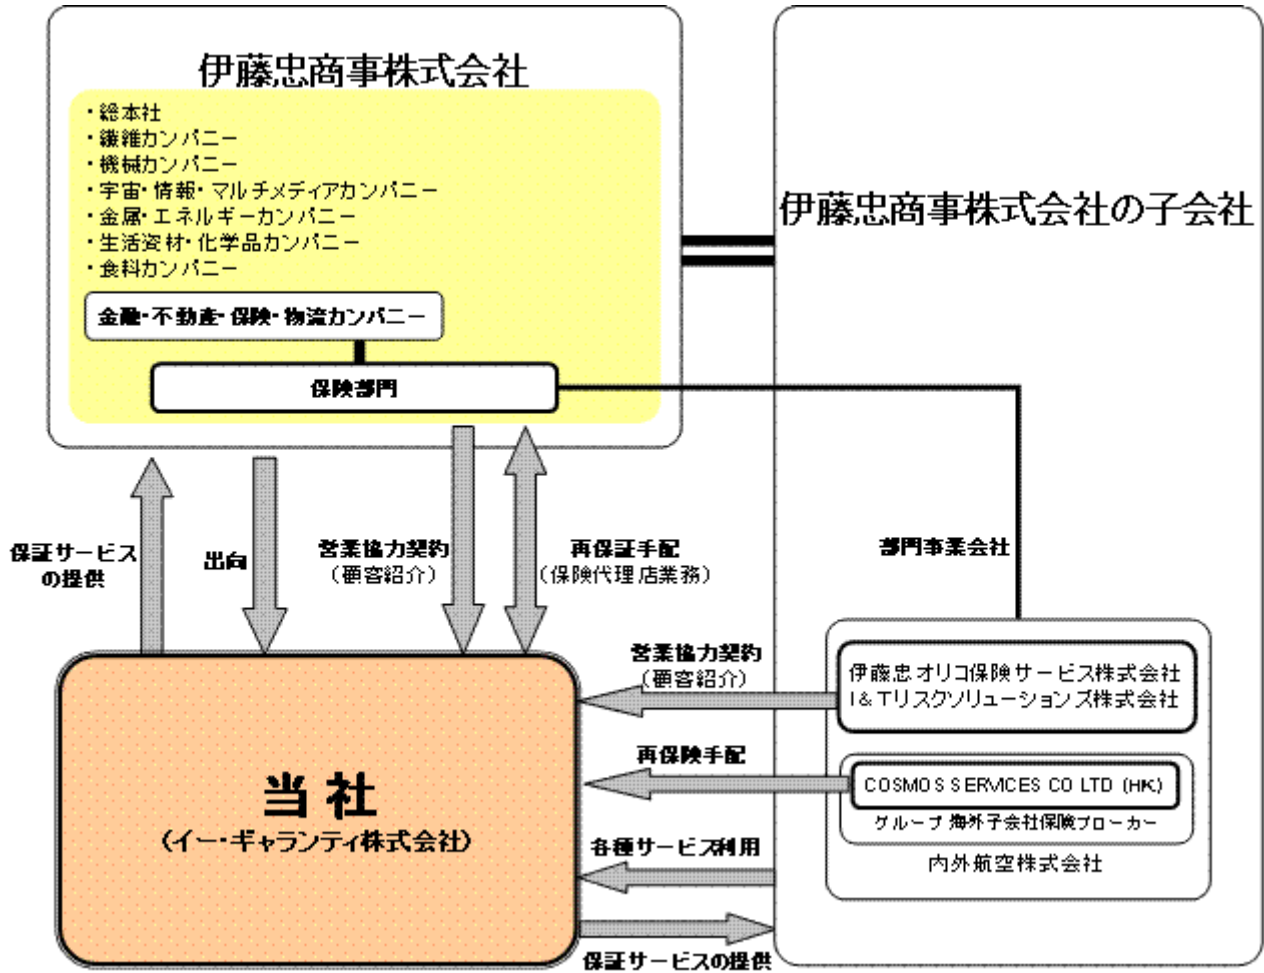 伊藤忠商事株式会社
・総本社
・繊維カンパニー
・機械カンパニー
・宇宙・情報・マルチメディアカンパニー
・金属・エネルギーカンパニー
・生活資材・化学品カンパニー
・食料カンパニー
金融・不動産・保険・物流カンパニー
保険部門
伊藤忠商事株式会社の子会社
保証サービス
の提供
出向
営業協力契約
（顧客紹介）
再保証手配
（保険代理店業務）
部門事業会社
営業協力契約
（顧客紹介）
伊藤忠オリコ保険サービス株式会社
I＆Tリスクソリューションズ株式会社
再保険手配
COSMOS SERVICES CO LTD (HK)
グループ海外子会社保険ブローカー
内外航空株式会社
当社
（イー・ギャランティ株式会社）
各種サービス利用
保証サービスの提供